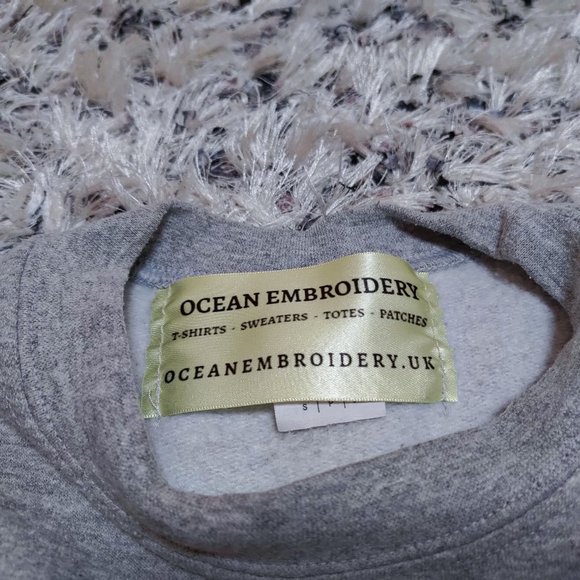 OCEAN EMBROIDERY
T-SHIRTS - SWEATERS - TOTES - PATCHES
OCEANEMBROIDERY.UK